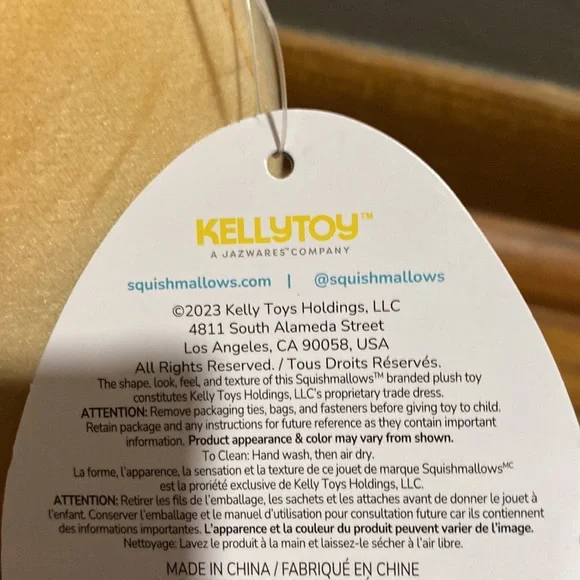 KELLYTOY™
A JAZWARES™ COMPANY
squishmallows.com | @squishmallows
©2023 Kelly Toys Holdings, LLC
4811 South Alameda Street
Los Angeles, CA 90058, USA
All Rights Reserved. / Tous Droits Réservés.
The shape, look, feel, and texture of this Squishmallows™ branded plush toy
constitutes Kelly Toys Holdings, LLC's proprietary trade dress.
ATTENTION: Remove packaging ties, bags, and fasteners before giving toy to child.
Retain package and any instructions for future reference as they contain important
information. Product appearance & color may vary from shown.
To Clean: Hand wash, then air dry.
La forme, l'apparence, la sensation et la texture de ce jouet de marque Squishmallowsᴹᶜ
est la proriété exclusive de Kelly Toys Holdings, LLC.
ATTENTION: Retirer les fils de l'emballage, les sachets et les attaches avant de donner le jouet à
l'enfant. Conserver l'emballage et le manuel d'utilisation pour consultation future car ils contiennent
des informations importantes. L'apparence et la couleur du produit peuvent varier de l'image.
Nettoyage: Lavez le produit à la main et laissez-le sécher à l'air libre.
MADE IN CHINA / FABRIQUÉ EN CHINE